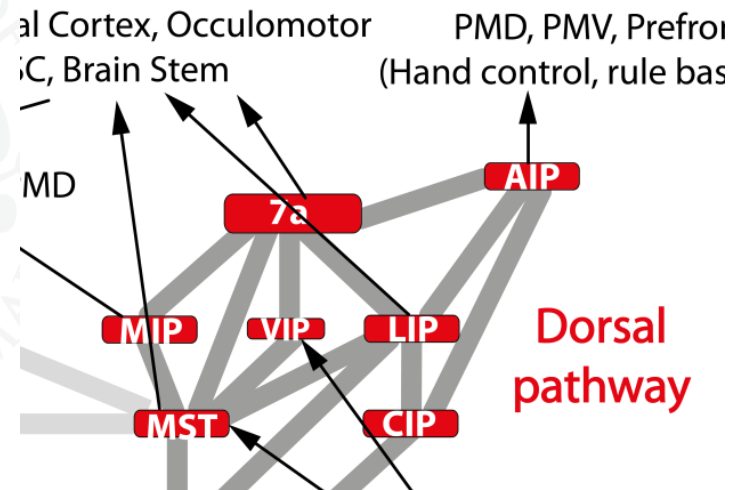 al Cortex, Occulomotor
SC, Brain Stem
PMD, PMV, Prefror
(Hand control, rule bas
MD
AIP
7a
MIP
VIP
LIP
Dorsal
pathway
MST
CIP